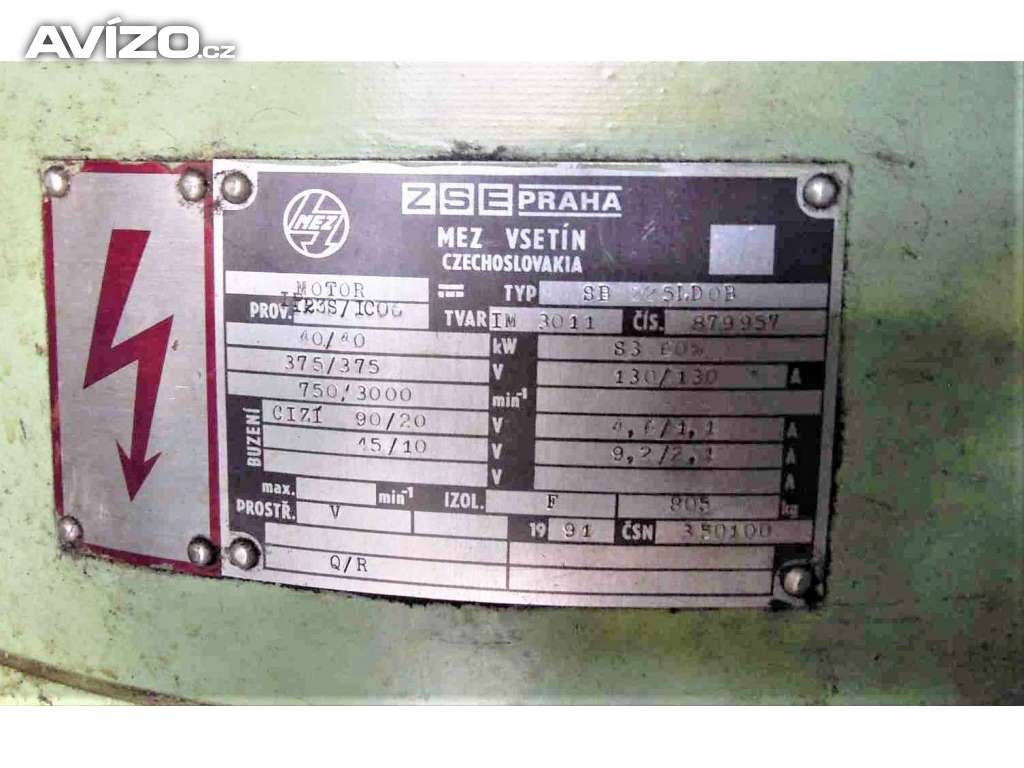 AVÍZO.CZ
MEZ
ZSE PRAHA
MEZ VSETÍN
CZECHOSLOVAKIA
MOTOR TYP SB
PROV. TVAR IM 3011 ČÍS. 879957
kW S3
375/375 V 130/130 A
750/3000 min-1
BUZENÍ CIZÍ 90/20 V A
45/10 V 9,2/2,1 A
V A
max. min-1 IZOL. F 805 kg
PROSTŘ. V 19 91 ČSN 350100
Q/R